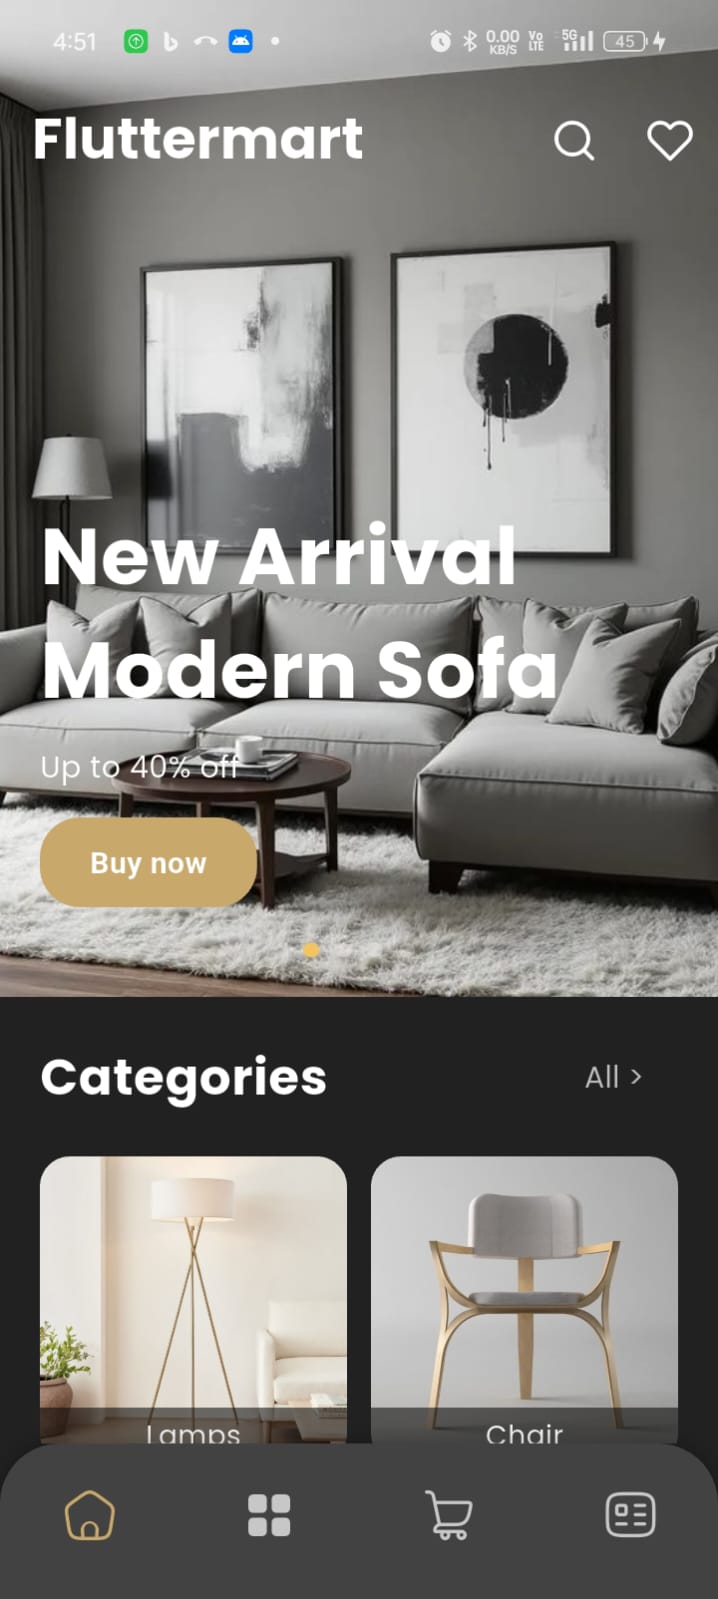 4:51 0.00 KB/S Vo LTE 5G 45
Fluttermart
New Arrival
Modern Sofa
Up to 40% off
Buy now
Categories
All >
Lamps
Chair